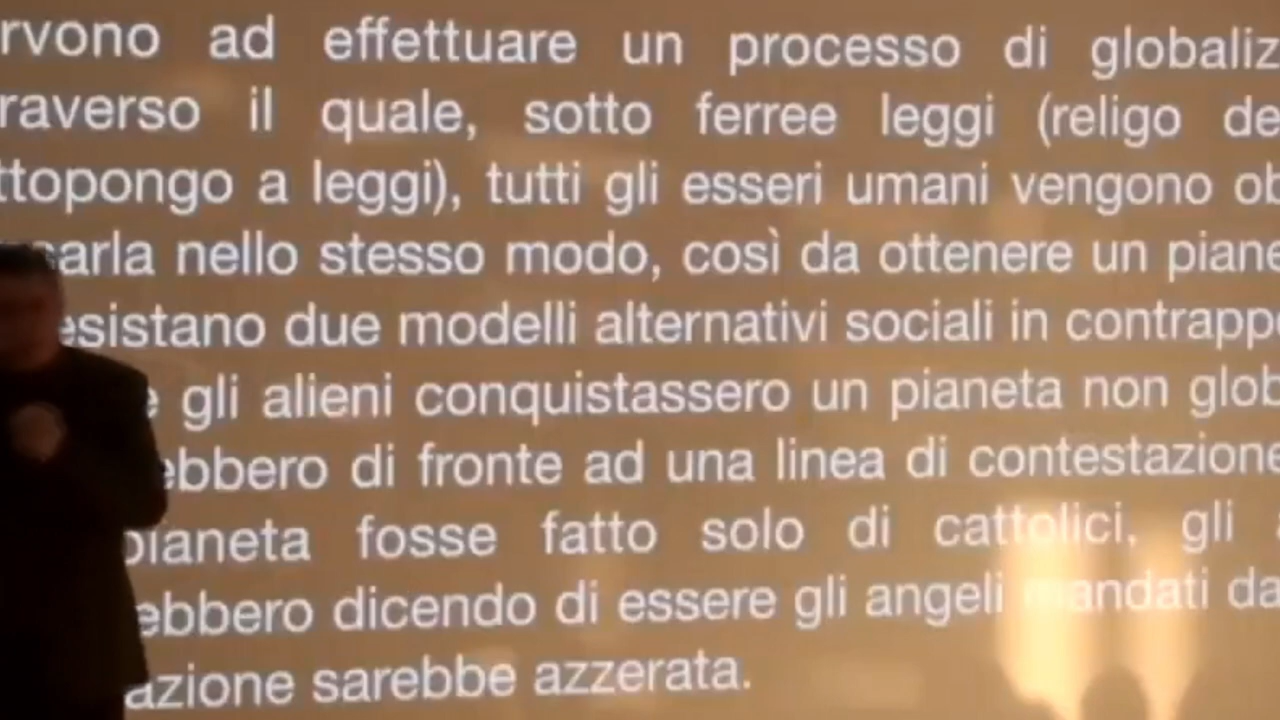 rvono ad effettuare un processo di globaliz
raverso il quale, sotto ferree leggi (religo de
ttopongo a leggi), tutti gli esseri umani vengono ob
arla nello stesso modo, così da ottenere un piane
esistano due modelli alternativi sociali in contrapp
e gli alieni conquistassero un pianeta non glob
ebbero di fronte ad una linea di contestazione
pianeta fosse fatto solo di cattolici, gli
ebbero dicendo di essere gli angeli mandati da
azione sarebbe azzerata.